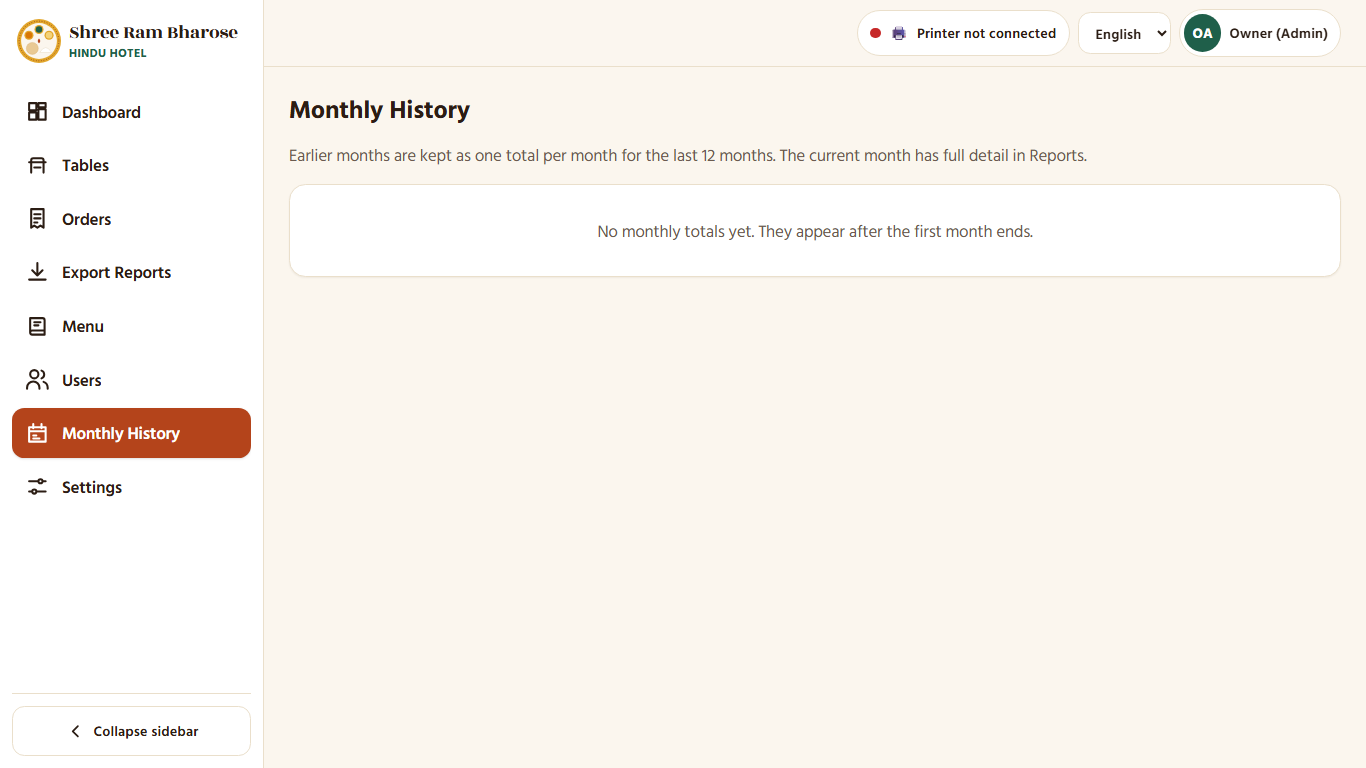 Shree Ram Bharose
HINDU HOTEL
Printer not connected
English
OA
Owner (Admin)
Dashboard
Tables
Orders
Export Reports
Menu
Users
Monthly History
Settings
Collapse sidebar
Monthly History
Earlier months are kept as one total per month for the last 12 months. The current month has full detail in Reports.
No monthly totals yet. They appear after the first month ends.